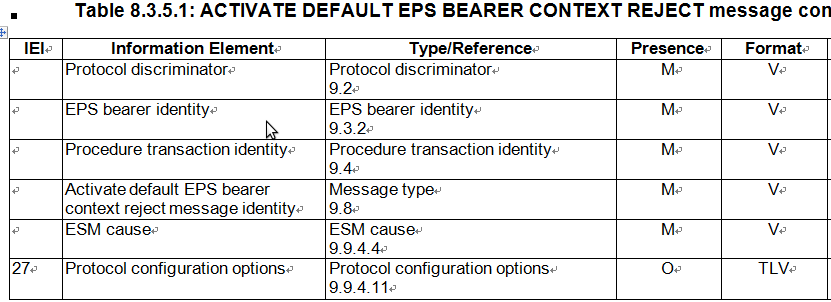 Table 8.3.5.1: ACTIVATE DEFAULT EPS BEARER CONTEXT REJECT message con
IEI Information Element Type/Reference Presence Format
Protocol discriminator Protocol discriminator M V
9.2
EPS bearer identity EPS bearer identity M V
9.3.2
Procedure transaction identity Procedure transaction identity M V
9.4
Activate default EPS bearer Message type M V
context reject message identity 9.8
ESM cause ESM cause M V
9.9.4.4
27 Protocol configuration options Protocol configuration options O TLV
9.9.4.11